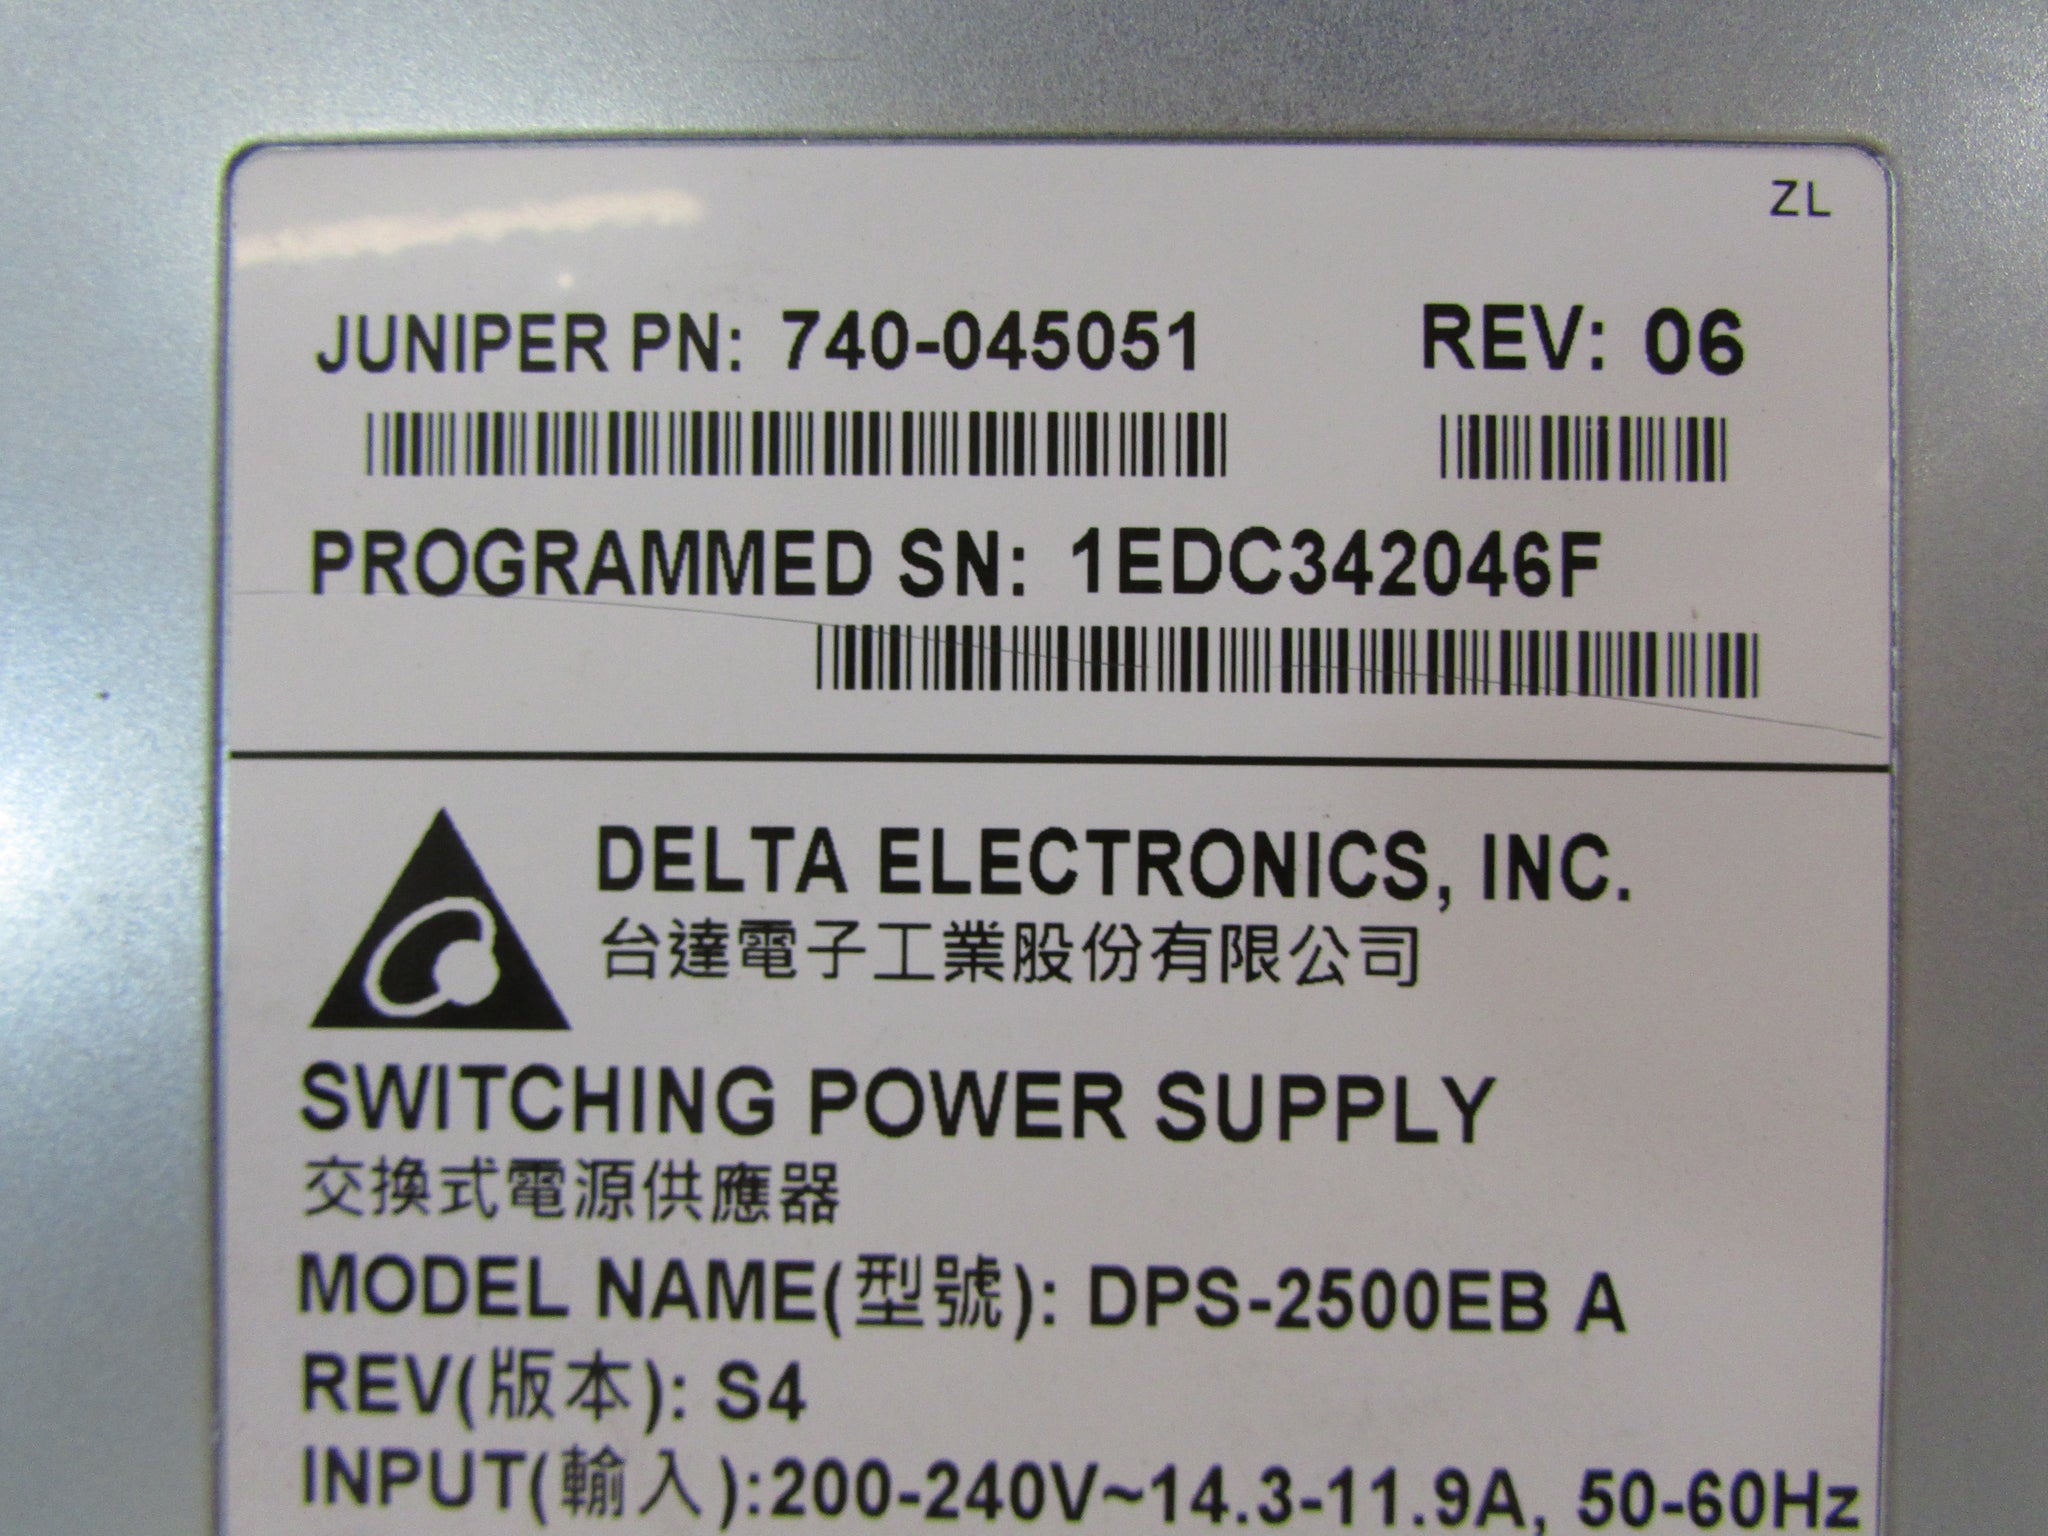 ZL
JUNIPER PN: 740-045051 REV: 06
PROGRAMMED SN: 1EDC342046F
DELTA ELECTRONICS, INC.
台達電子工業股份有限公司
SWITCHING POWER SUPPLY
交換式電源供應器
MODEL NAME(型號): DPS-2500EB A
REV(版本): S4
INPUT(輸入):200-240V~14.3-11.9A, 50-60Hz